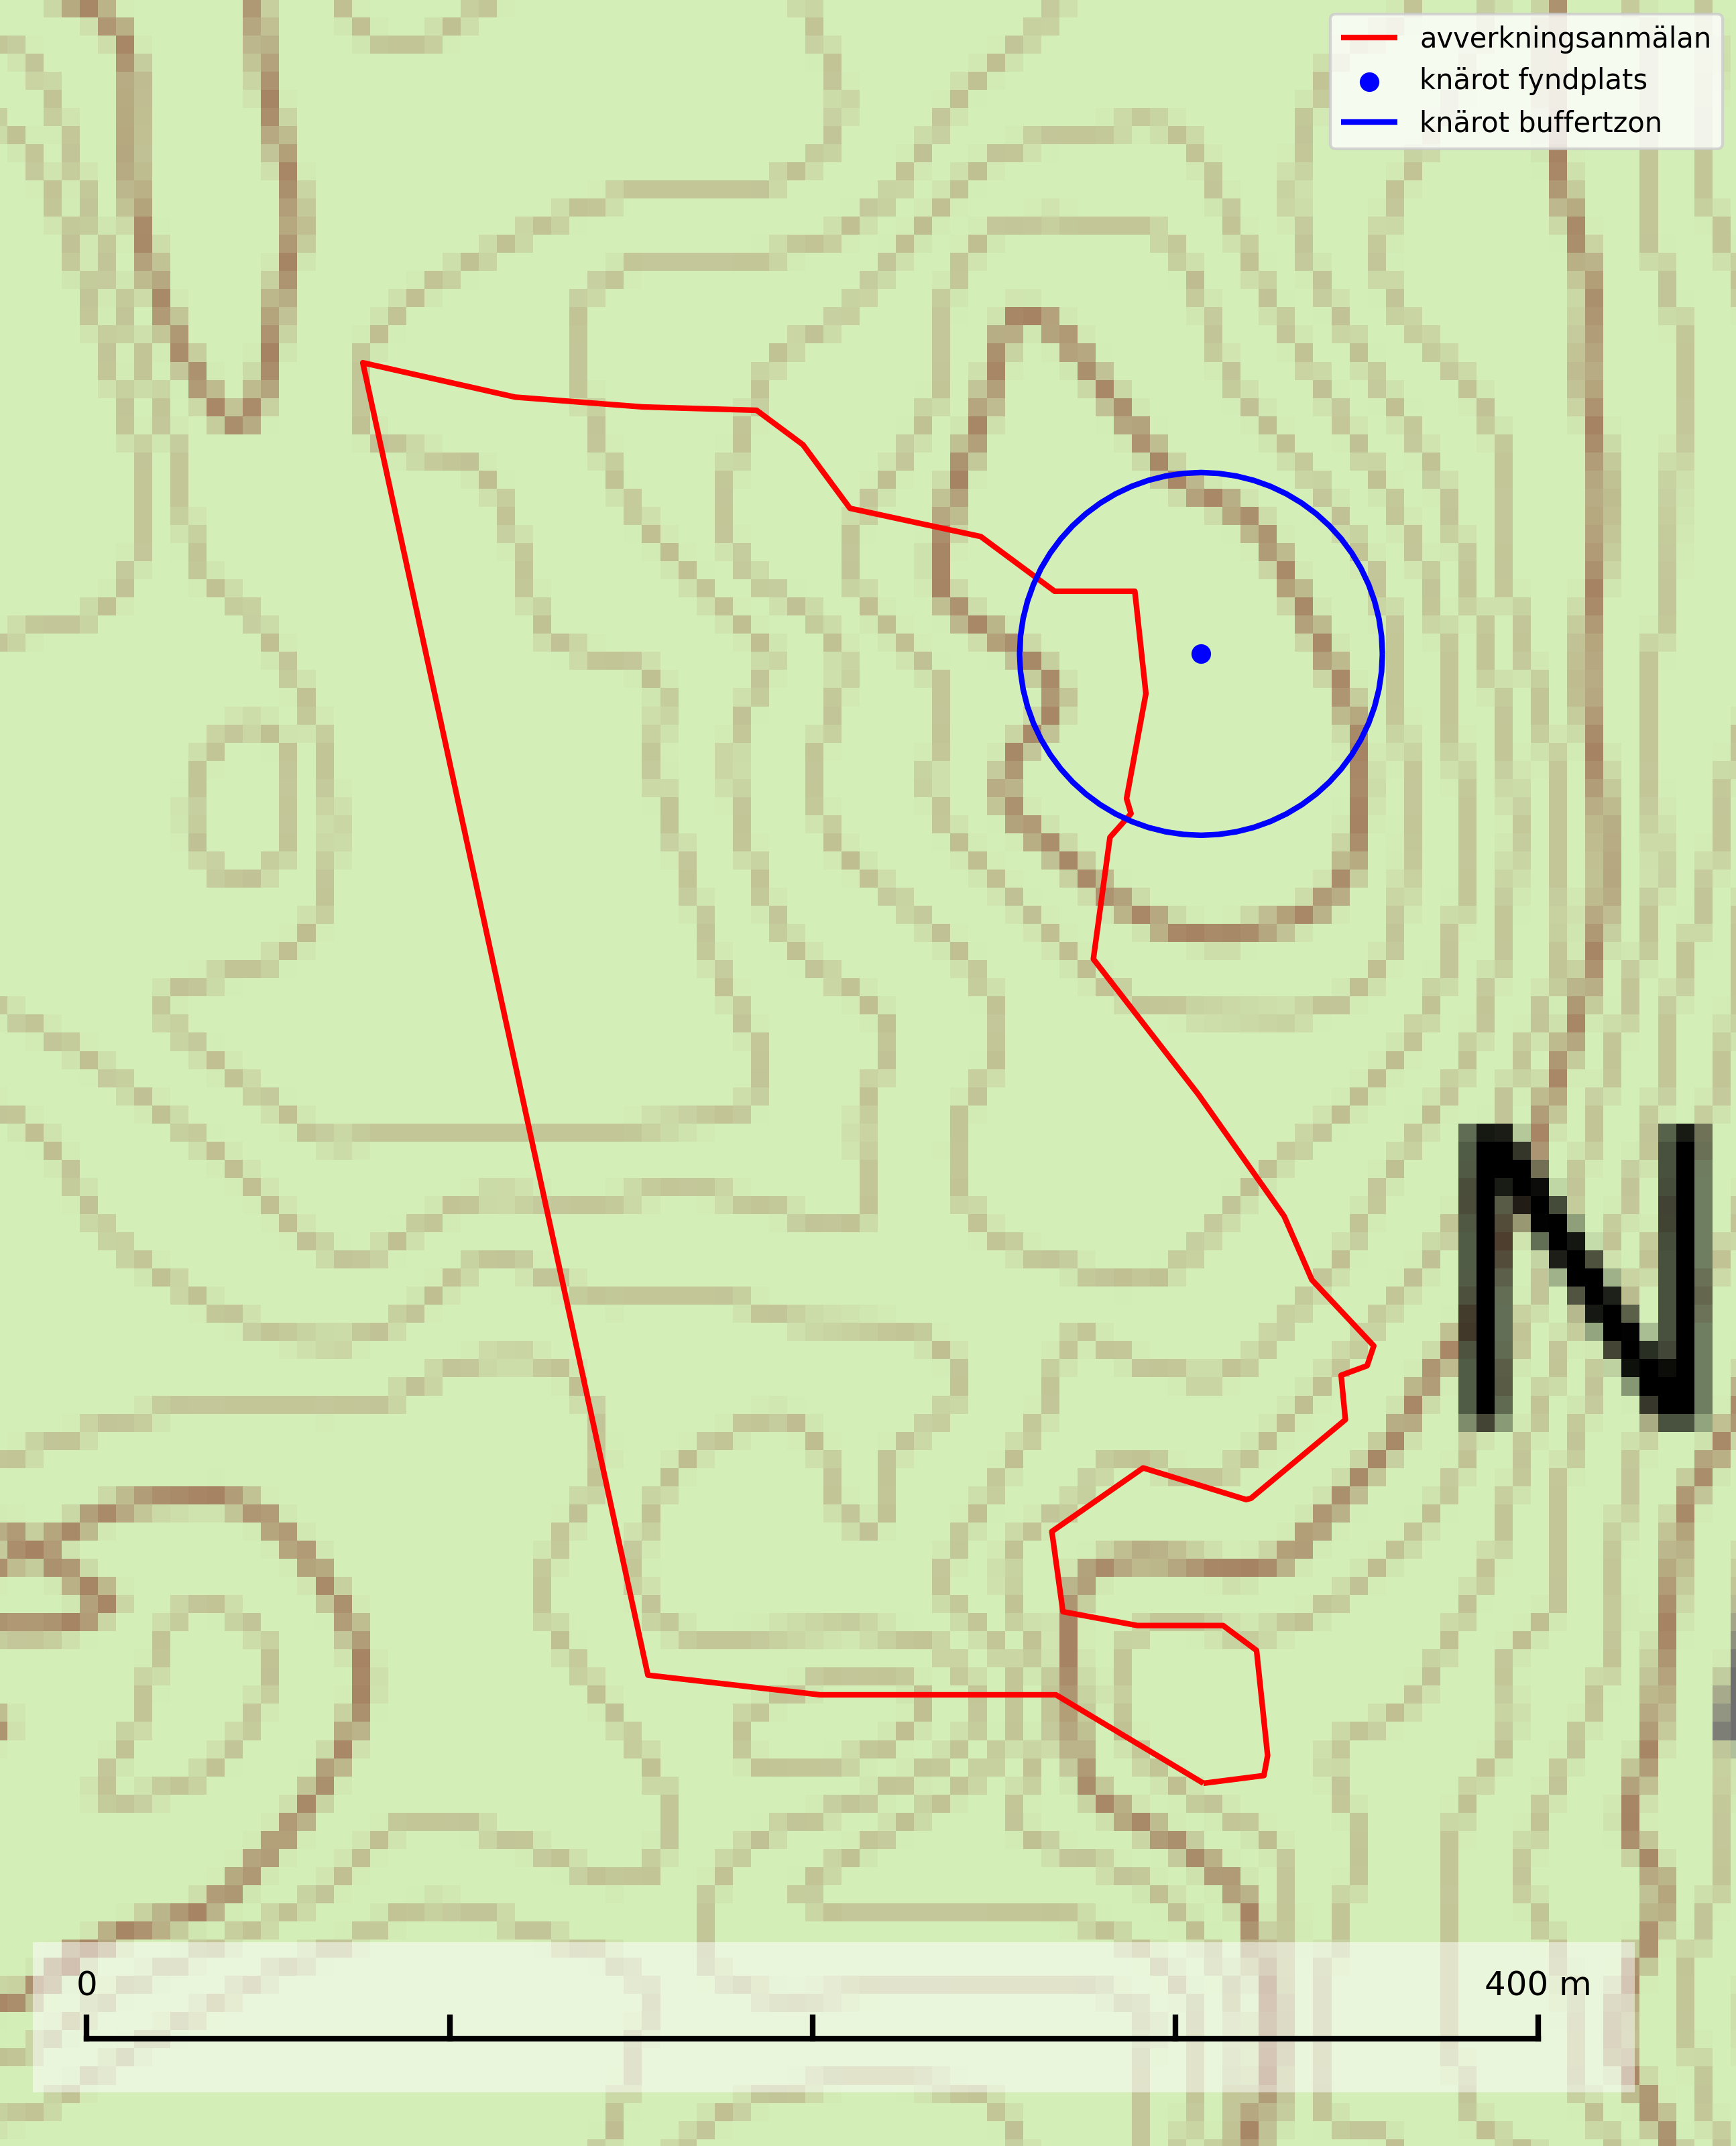 avverkningsanmälan
knärot fyndplats
knärot buffertzon
N
0 400 m